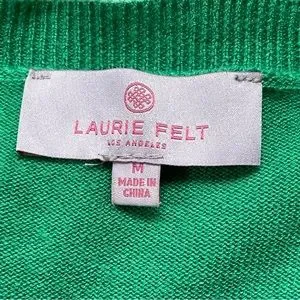 LAURIE FELT
LOS ANGELES
M
MADE IN
CHINA